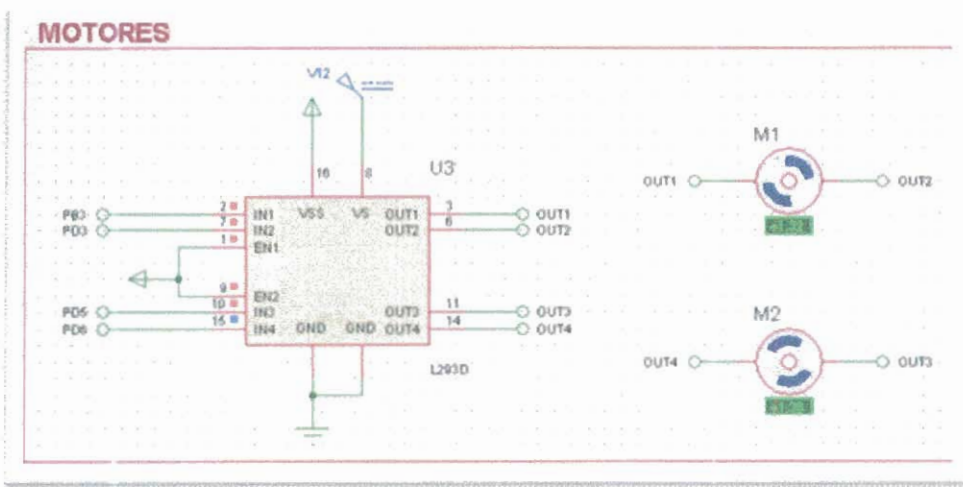 MOTORES
V12
16
8
U3
PB3
PD3
2
7
1
IN1
IN2
EN1
VSS
VS
OUT1
OUT2
3
6
OUT1
OUT2
9
10
15
EN2
IN3
IN4
PD5
PD6
GND
GND
OUT3
OUT4
11
14
OUT3
OUT4
L293D
M1
OUT1
OUT2
M2
OUT4
OUT3